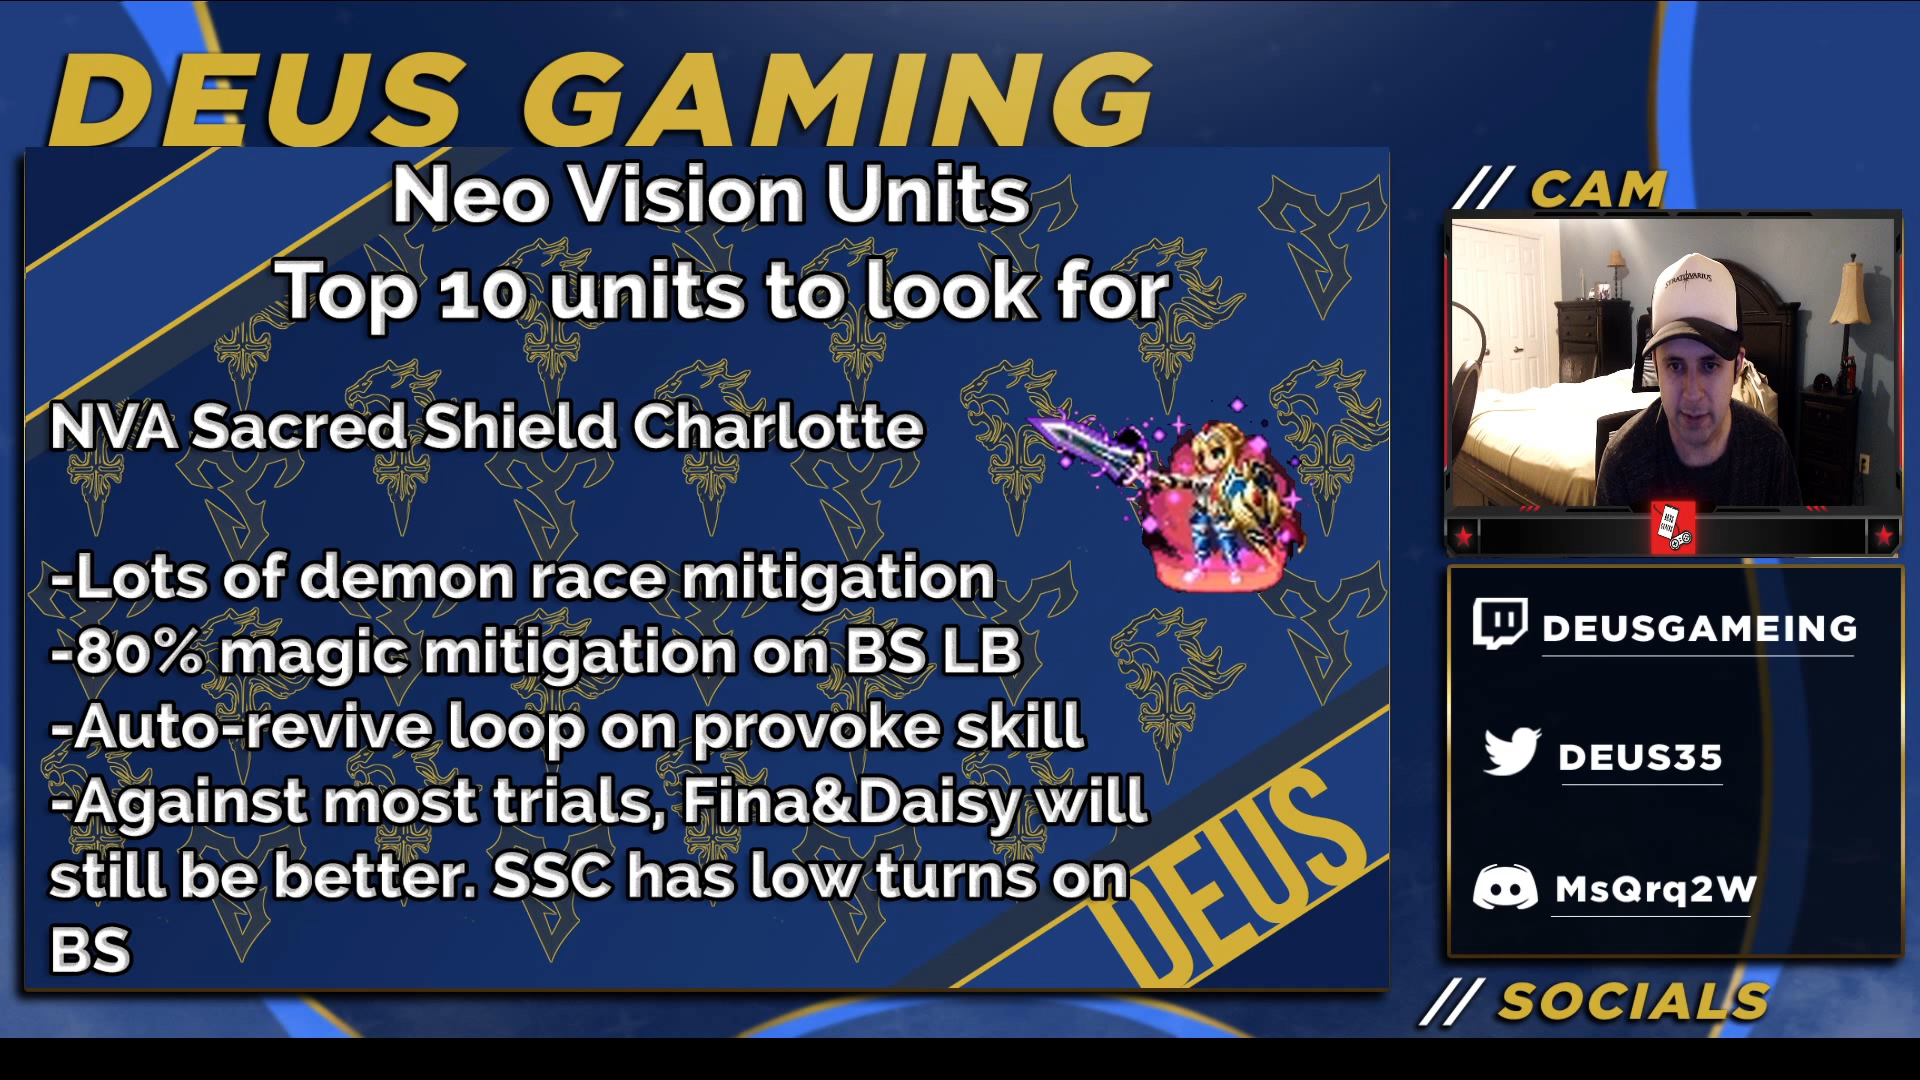 DEUS GAMING
Neo Vision Units
Top 10 units to look for
NVA Sacred Shield Charlotte
-Lots of demon race mitigation
-80% magic mitigation on BS LB
-Auto-revive loop on provoke skill
-Against most trials, Fina&Daisy will
still be better. SSC has low turns on
BS
DEUS
// CAM
STRATOVARIUS
DEUSGAMEING
DEUS35
MsQrq2W
// SOCIALS